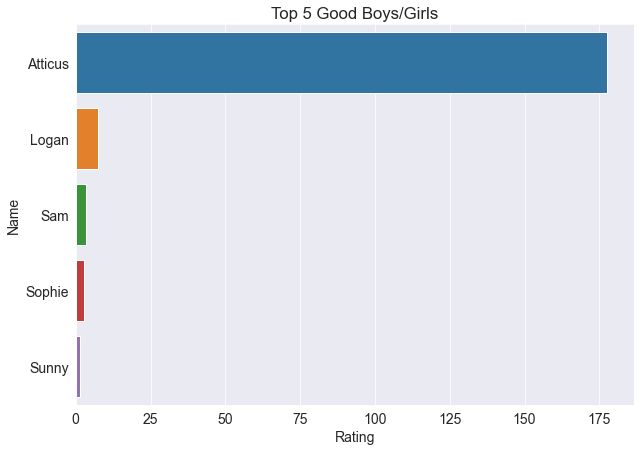 Top 5 Good Boys/Girls
Name
Atticus
Logan
Sam
Sophie
Sunny
0 25 50 75 100 125 150 175
Rating